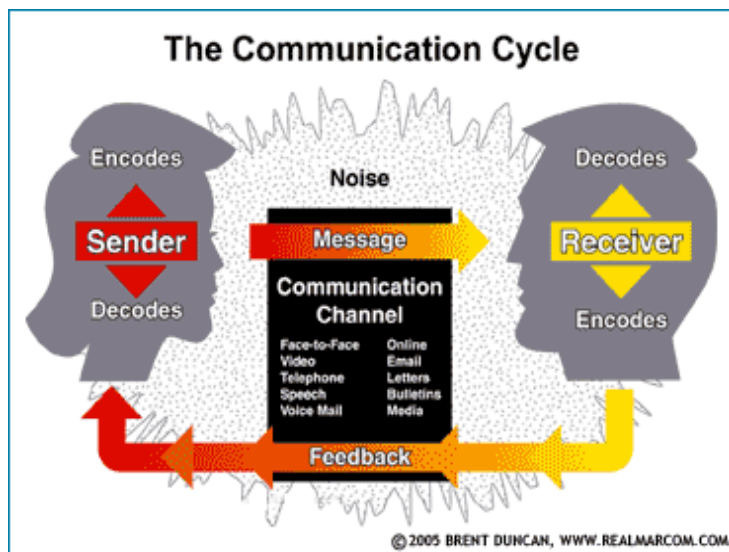 The Communication Cycle
Noise
Encodes
Sender
Decodes
Message
Communication
Channel
Face-to-Face Online
Video Email
Telephone Letters
Speech Bulletins
Voice Mail Media
Decodes
Receiver
Encodes
Feedback
©2005 BRENT DUNCAN, WWW.REALMARCOM.COM